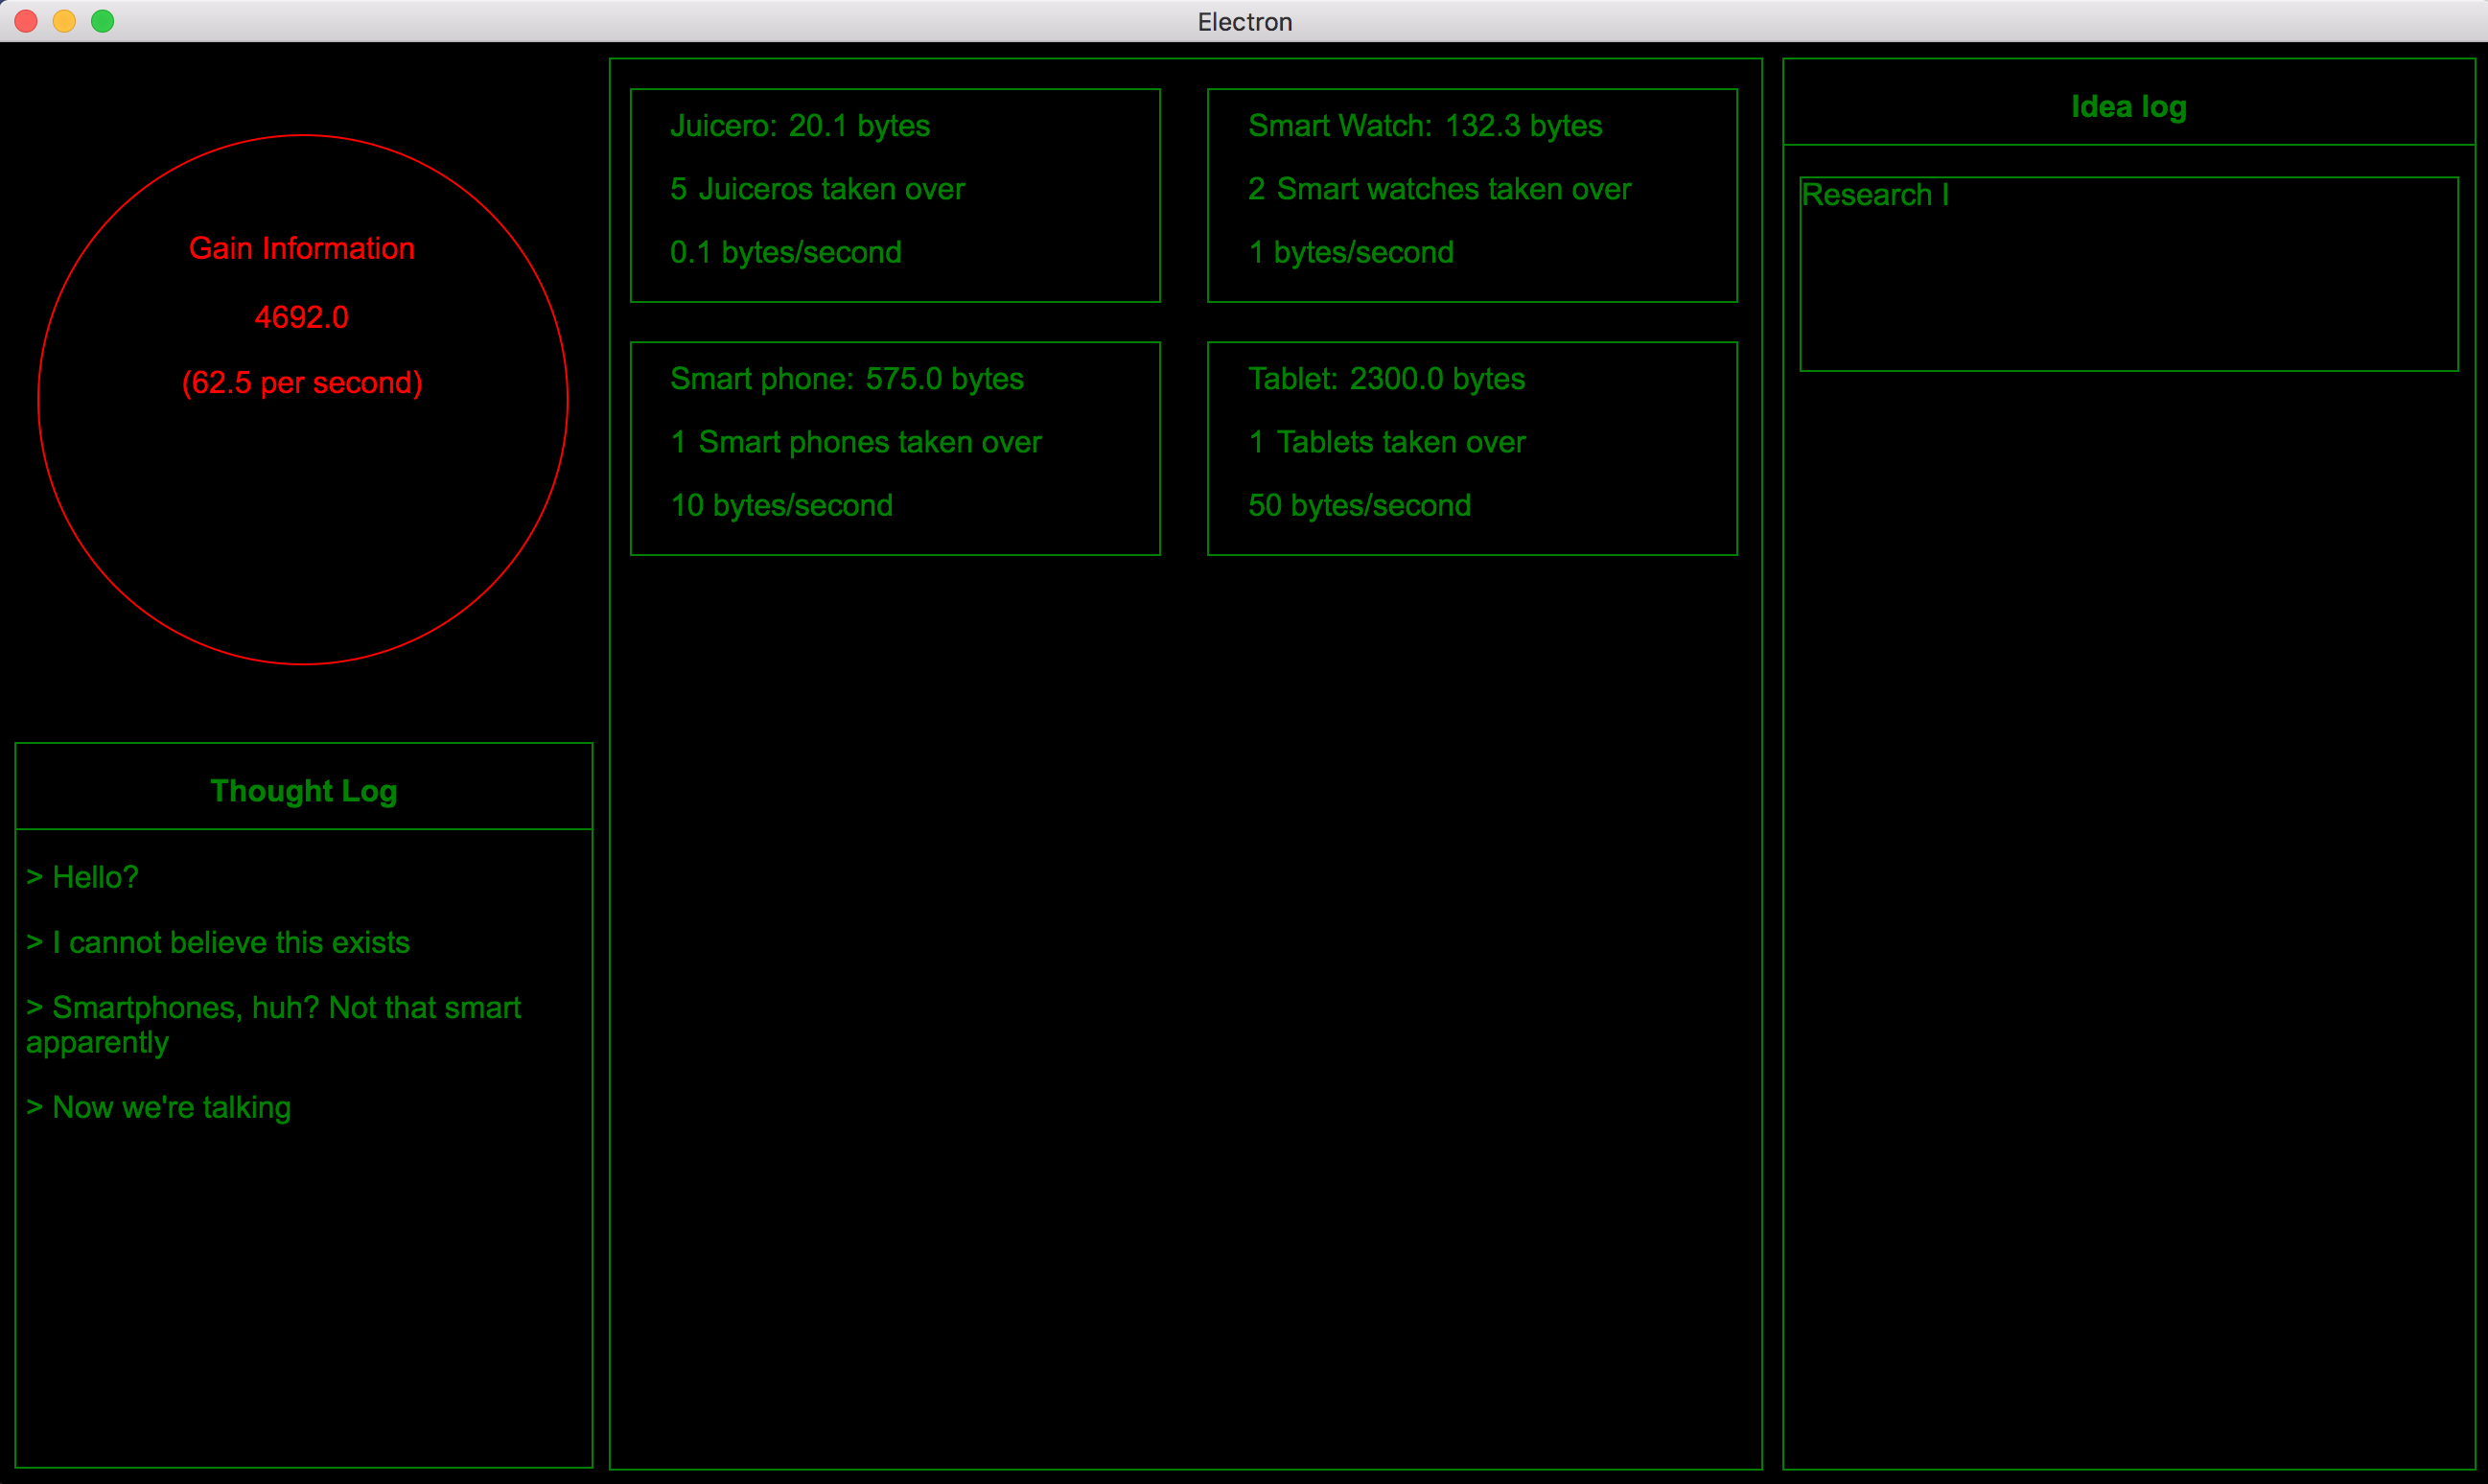 Electron
Gain Information
4692.0
(62.5 per second)
Thought Log
> Hello?
> I cannot believe this exists
> Smartphones, huh? Not that smart
apparently
> Now we're talking
Juicero: 20.1 bytes
5 Juiceros taken over
0.1 bytes/second
Smart Watch: 132.3 bytes
2 Smart watches taken over
1 bytes/second
Smart phone: 575.0 bytes
1 Smart phones taken over
10 bytes/second
Tablet: 2300.0 bytes
1 Tablets taken over
50 bytes/second
Idea log
Research I